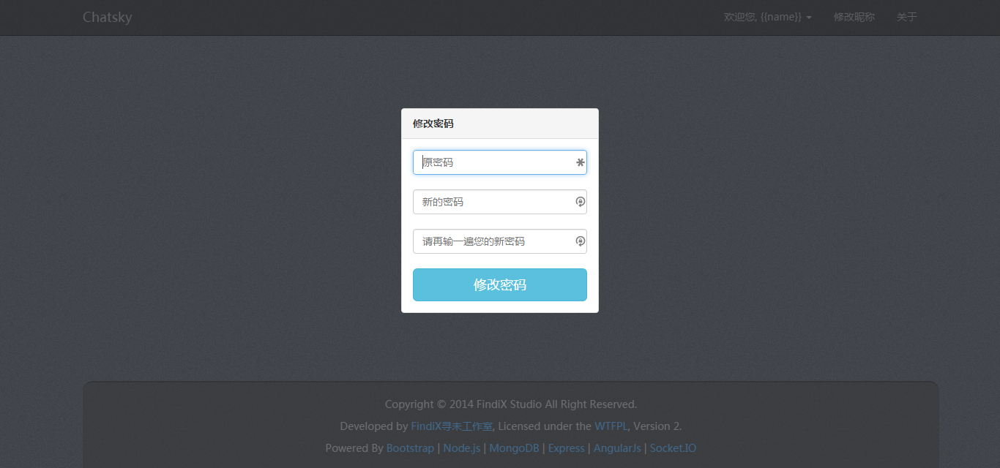 Chatsky
欢迎您, {{name}} 修改昵称 关于
修改密码
原密码
新的密码
请再输一遍您的新密码
修改密码
Copyright © 2014 FindiX Studio All Right Reserved.
Developed by FindiX寻未工作室, Licensed under the WTFPL, Version 2.
Powered By Bootstrap | Node.js | MongoDB | Express | AngularJs | Socket.IO